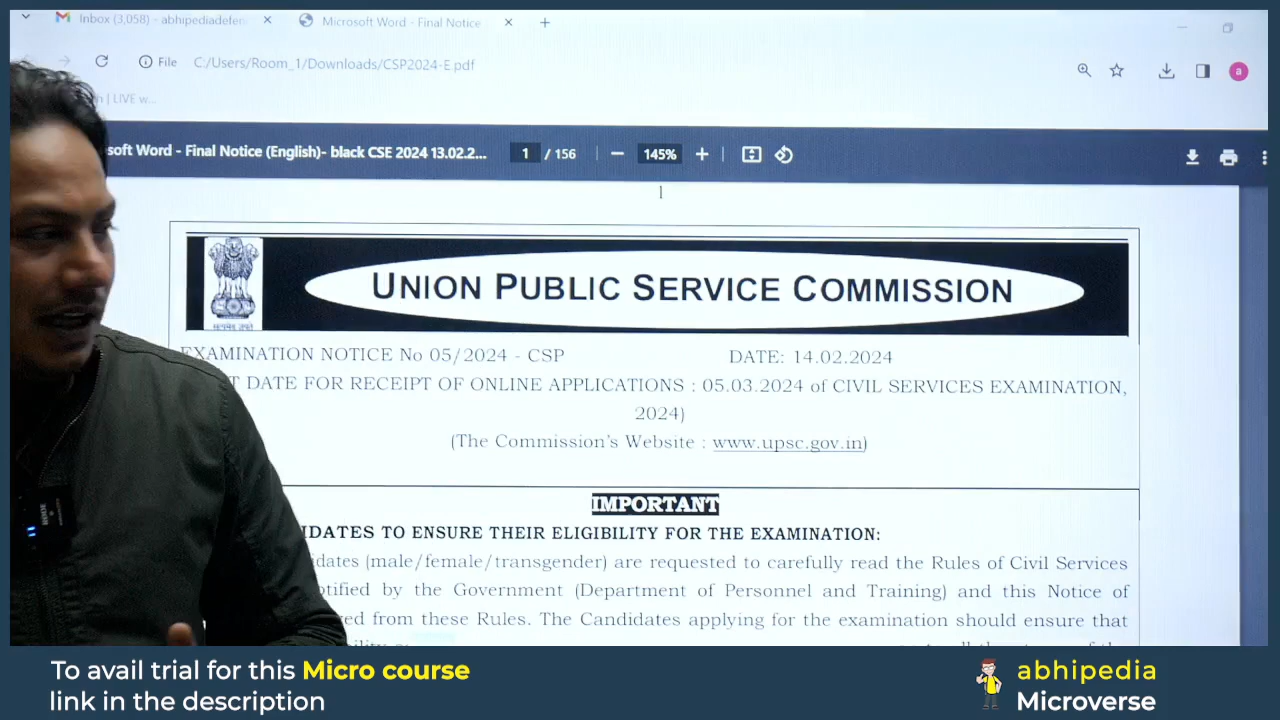 Inbox (3,058) - abhipediadefen
Microsoft Word - Final Notice
File C:/Users/Room_1/Downloads/CSP2024-E.pdf
| LIVE w...
soft Word - Final Notice (English)- black CSE 2024 13.02.2...
1 / 156
145%
1
UNION PUBLIC SERVICE COMMISSION
EXAMINATION NOTICE No 05/2024 - CSP DATE: 14.02.2024
DATE FOR RECEIPT OF ONLINE APPLICATIONS : 05.03.2024 of CIVIL SERVICES EXAMINATION,
2024)
(The Commission's Website : www.upsc.gov.in)
IMPORTANT
IDATES TO ENSURE THEIR ELIGIBILITY FOR THE EXAMINATION:
idates (male/female/transgender) are requested to carefully read the Rules of Civil Services
otified by the Government (Department of Personnel and Training) and this Notice of
ved from these Rules. The Candidates applying for the examination should ensure that
To avail trial for this Micro course
link in the description
abhipedia
Microverse